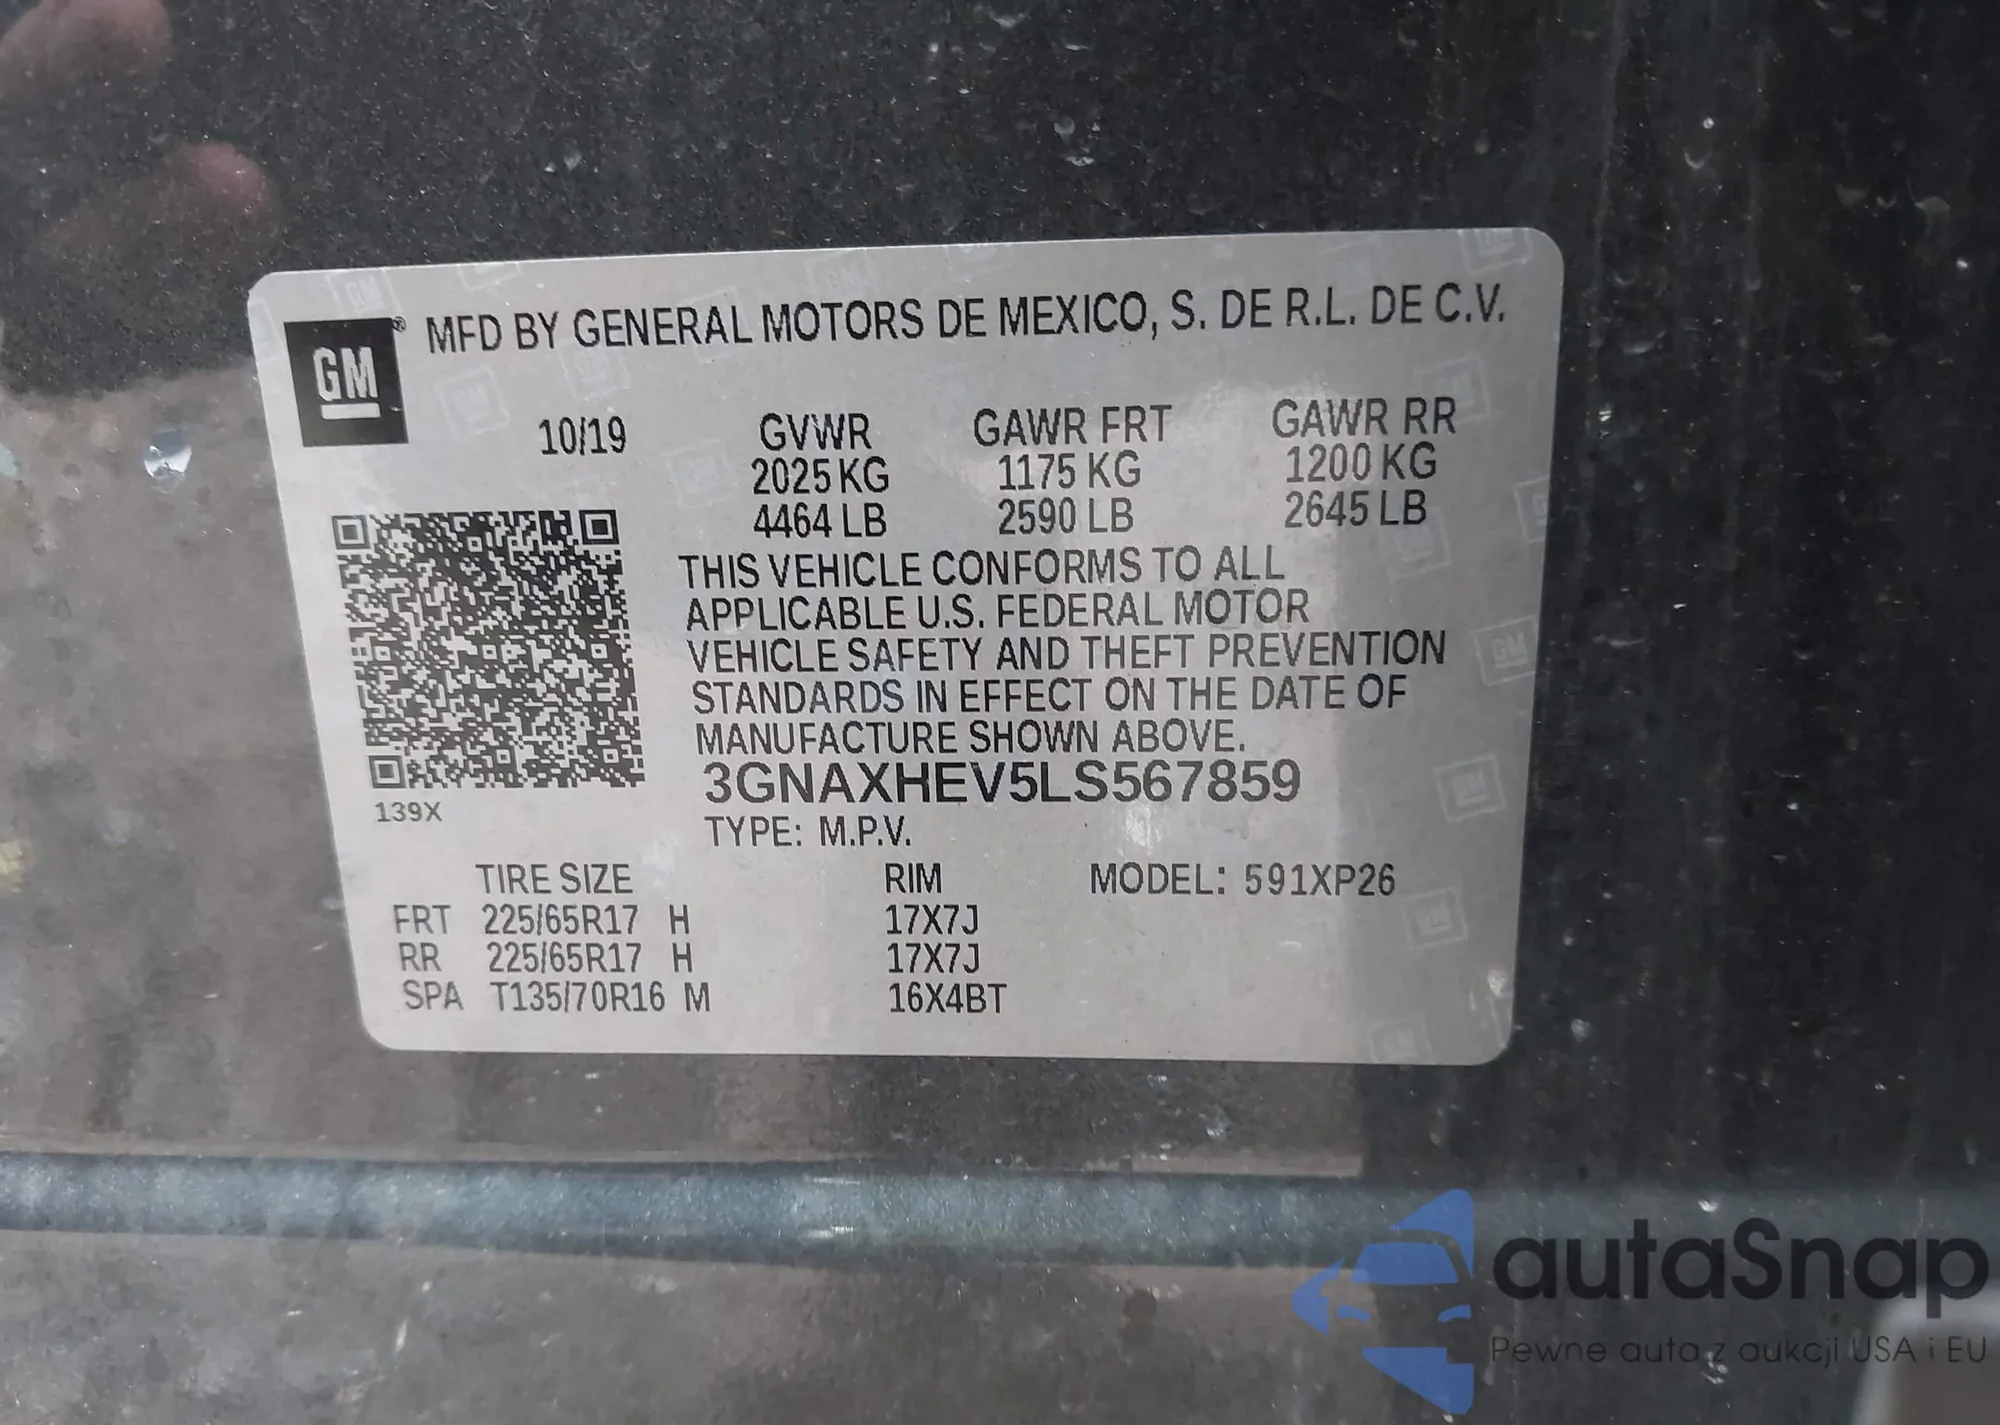 GM
® MFD BY GENERAL MOTORS DE MEXICO, S. DE R.L. DE C.V.
10/19 GVWR GAWR FRT GAWR RR
2025 KG 1175 KG 1200 KG
4464 LB 2590 LB 2645 LB
THIS VEHICLE CONFORMS TO ALL
APPLICABLE U.S. FEDERAL MOTOR
VEHICLE SAFETY AND THEFT PREVENTION
STANDARDS IN EFFECT ON THE DATE OF
MANUFACTURE SHOWN ABOVE.
3GNAXHEV5LS567859
139X
TYPE: M.P.V.
TIRE SIZE RIM MODEL: 591XP26
FRT 225/65R17 H 17X7J
RR 225/65R17 H 17X7J
SPA T135/70R16 M 16X4BT
autaSnap
Pewne auta z aukcji USA i EU